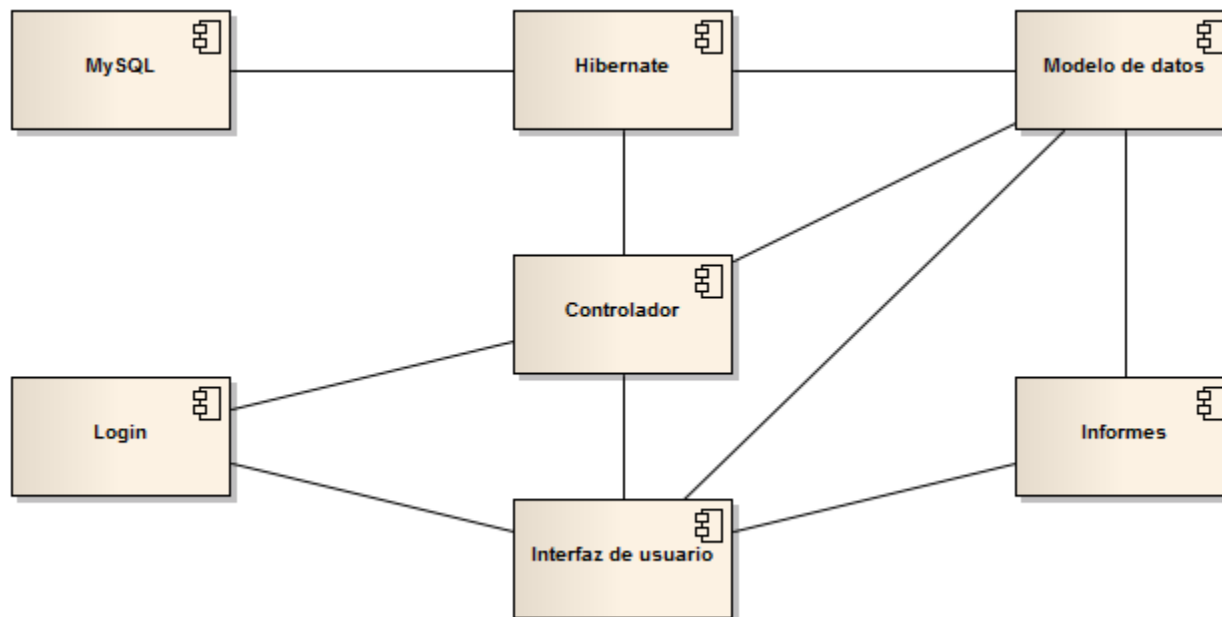 MySQL
Hibernate
Modelo de datos
Controlador
Login
Informes
Interfaz de usuario